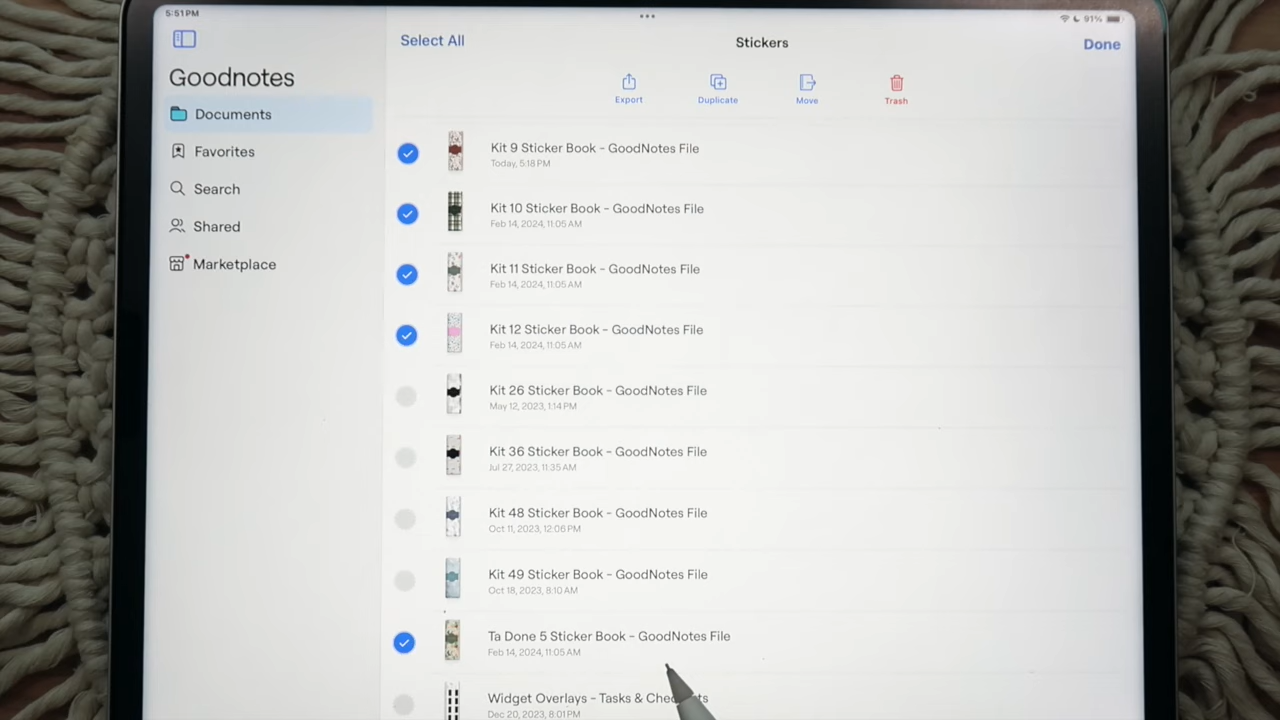 5:51 PM
91%
Select All
Stickers
Done
Goodnotes
Export
Duplicate
Move
Trash
Documents
Favorites
Search
Shared
Marketplace
Kit 9 Sticker Book - GoodNotes File
Today, 5:18 PM
Kit 10 Sticker Book - GoodNotes File
Feb 14, 2024, 11:05 AM
Kit 11 Sticker Book - GoodNotes File
Feb 14, 2024, 11:05 AM
Kit 12 Sticker Book - GoodNotes File
Feb 14, 2024, 11:05 AM
Kit 26 Sticker Book - GoodNotes File
May 12, 2023, 1:14 PM
Kit 36 Sticker Book - GoodNotes File
Jul 27, 2023, 11:35 AM
Kit 48 Sticker Book - GoodNotes File
Oct 11, 2023, 12:06 PM
Kit 49 Sticker Book - GoodNotes File
Oct 18, 2023, 8:10 AM
Ta Done 5 Sticker Book - GoodNotes File
Feb 14, 2024, 11:05 AM
Widget Overlays - Tasks &
Dec 20, 2023, 8:01 PM